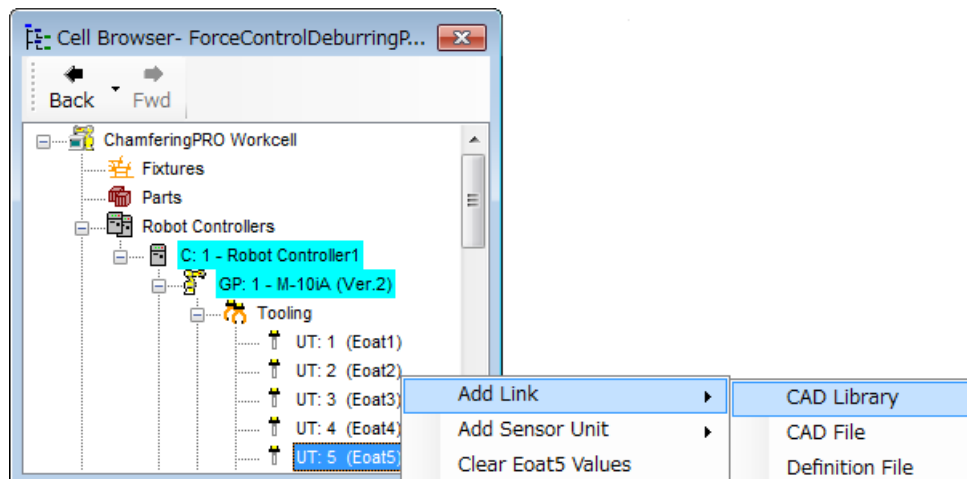 Cell Browser- ForceControlDeburringP...
Back Fwd
ChamferingPRO Workcell
Fixtures
Parts
Robot Controllers
C: 1 - Robot Controller1
GP: 1 - M-10iA (Ver.2)
Tooling
UT: 1 (Eoat1)
UT: 2 (Eoat2)
UT: 3 (Eoat3)
UT: 4 (Eoat4)
UT: 5 (Eoat5)
Add Link
Add Sensor Unit
Clear Eoat5 Values
CAD Library
CAD File
Definition File